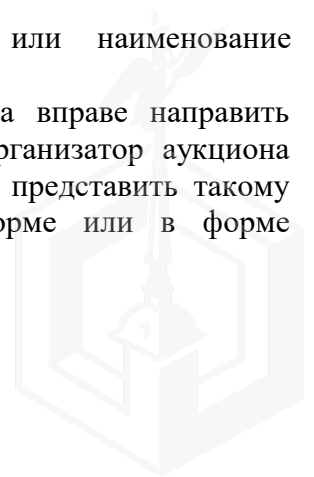 или наименование
а вправе направить
рганизатор аукциона
представить такому
орме или в форме